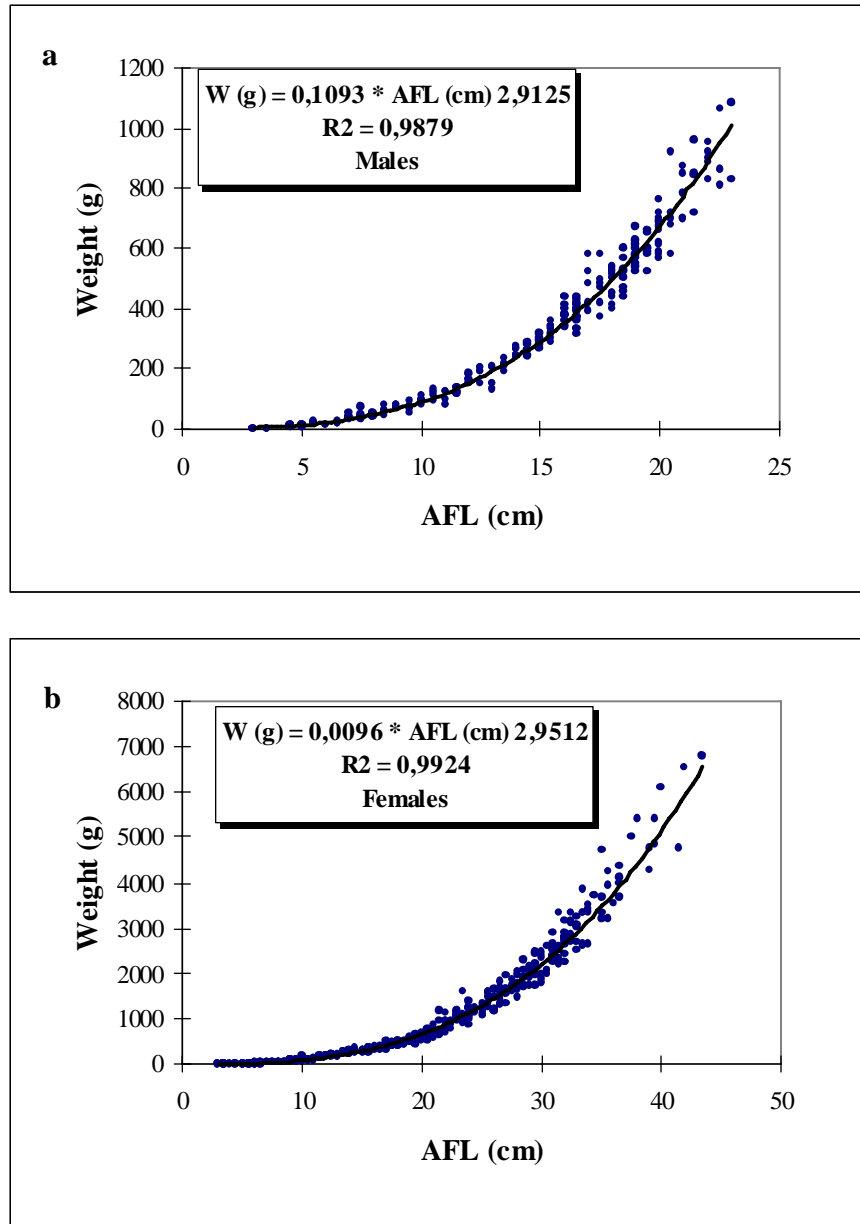 a
1200
W (g) = 0,1093 * AFL (cm) 2,9125
R2 = 0,9879
Males
1000
800
600
400
200
0
Weight (g)
0 5 10 15 20 25
AFL (cm)
b
8000
W (g) = 0,0096 * AFL (cm) 2,9512
R2 = 0,9924
Females
7000
6000
5000
4000
3000
2000
1000
0
Weight (g)
0 10 20 30 40 50
AFL (cm)